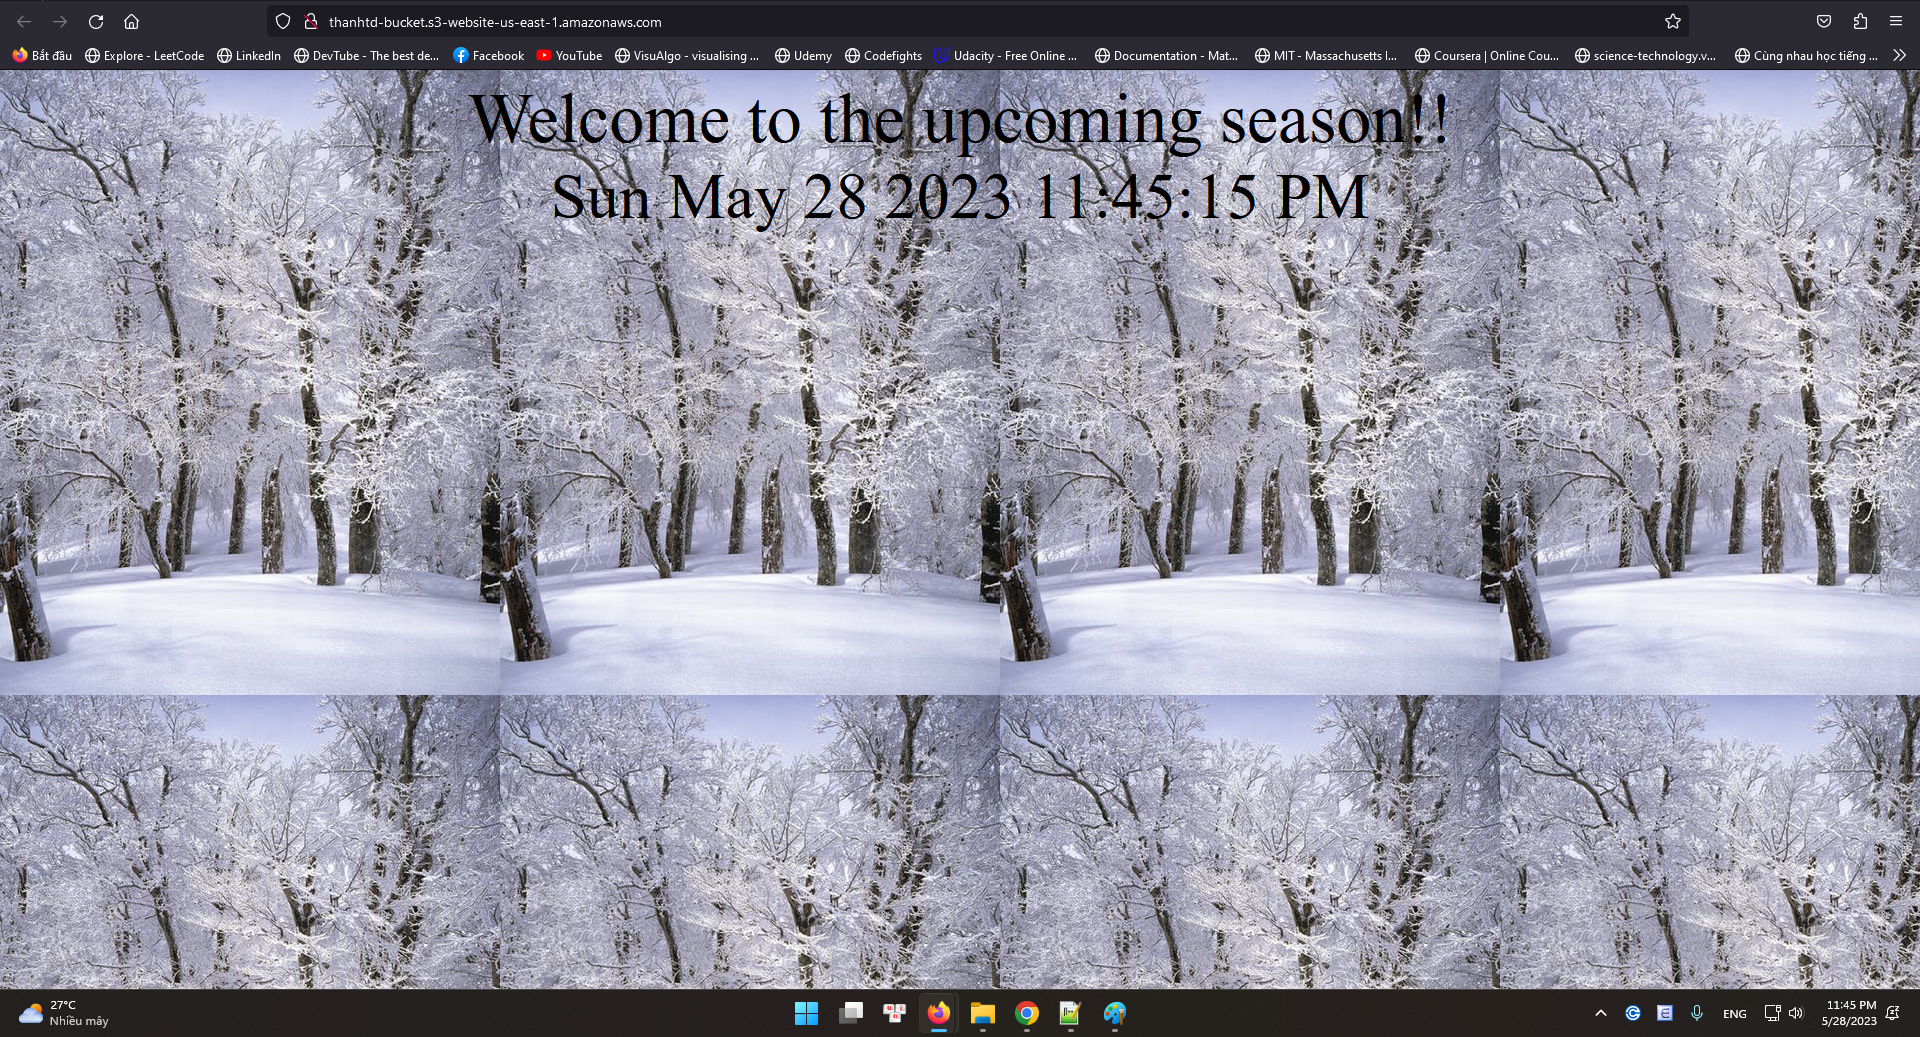 thanhtd-bucket.s3-website-us-east-1.amazonaws.com
Bắt đầu Explore - LeetCode LinkedIn DevTube - The best de... Facebook YouTube VisuAlgo - visualising ... Udemy Codefights Udacity - Free Online ... Documentation - Mat... MIT - Massachusetts I... Coursera | Online Cou... science-technology.v... Cùng nhau học tiếng ...
Welcome to the upcoming season!!
Sun May 28 2023 11:45:15 PM
27°C
Nhiều mây
ENG
11:45 PM
5/28/2023